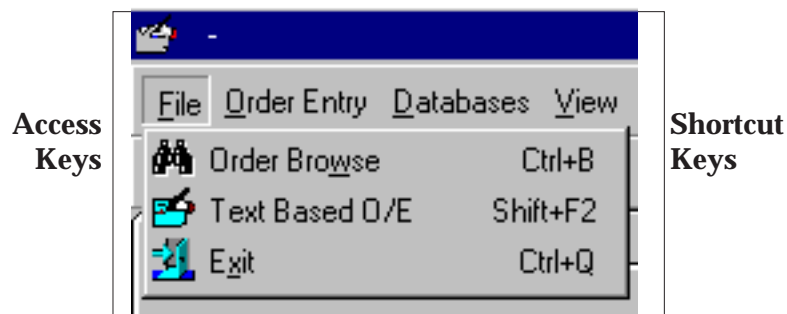 -
File Order Entry Databases View
Access Keys
Shortcut Keys
Order Browse Ctrl+B
Text Based O/E Shift+F2
Exit Ctrl+Q